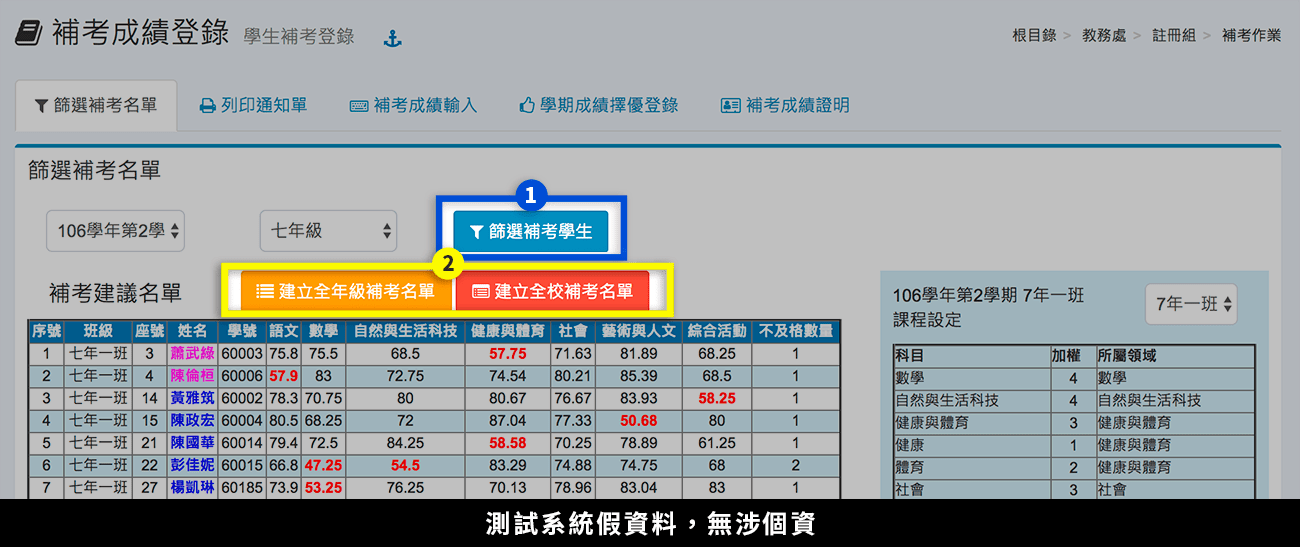 補考成績登錄 學生補考登錄
根目錄 > 教務處 > 註冊組 > 補考作業
篩選補考名單 列印通知單 補考成績輸入 學期成績擇優登錄 補考成績證明
篩選補考名單
1
106學年第2學 七年級 篩選補考學生
2
補考建議名單 建立全年級補考名單 建立全校補考名單
序號 班級 座號 姓名 學號 語文 數學 自然與生活科技 健康與體育 社會 藝術與人文 綜合活動 不及格數量
1 七年一班 3 蕭武綠 60003 75.8 75.5 68.5 57.75 71.63 81.89 68.25 1
2 七年一班 4 陳倫桓 60006 57.9 83 72.75 74.54 80.21 85.39 68.5 1
3 七年一班 14 黃雅筑 60002 78.3 70.75 80 80.67 76.67 83.93 58.25 1
4 七年一班 15 陳政宏 60004 80.5 68.25 72 87.04 77.33 50.68 80 1
5 七年一班 21 陳國華 60014 79.4 72.5 84.25 58.58 70.25 78.89 61.25 1
6 七年一班 22 彭佳妮 60015 66.8 47.25 54.5 83.29 74.88 74.75 68 2
7 七年一班 27 楊凱琳 60185 73.9 53.25 76.25 70.13 78.96 83.04 83 1
106學年第2學期 7年一班
課程設定
7年一班
科目 加權 所屬領域
數學 4 數學
自然與生活科技 4 自然與生活科技
健康與體育 3 健康與體育
健康 1 健康與體育
體育 2 健康與體育
社會 3 社會
測試系統假資料，無涉個資